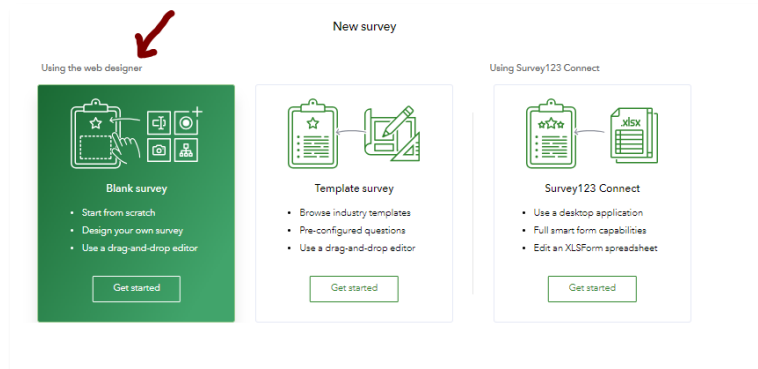 New survey
Using the web designer
Using Survey123 Connect
Blank survey
• Start from scratch
• Design your own survey
• Use a drag-and-drop editor
Get started
Template survey
• Browse industry templates
• Pre-configured questions
• Use a drag-and-drop editor
Get started
.xlsx
Survey123 Connect
• Use a desktop application
• Full smart form capabilities
• Edit an XLSForm spreadsheet
Get started